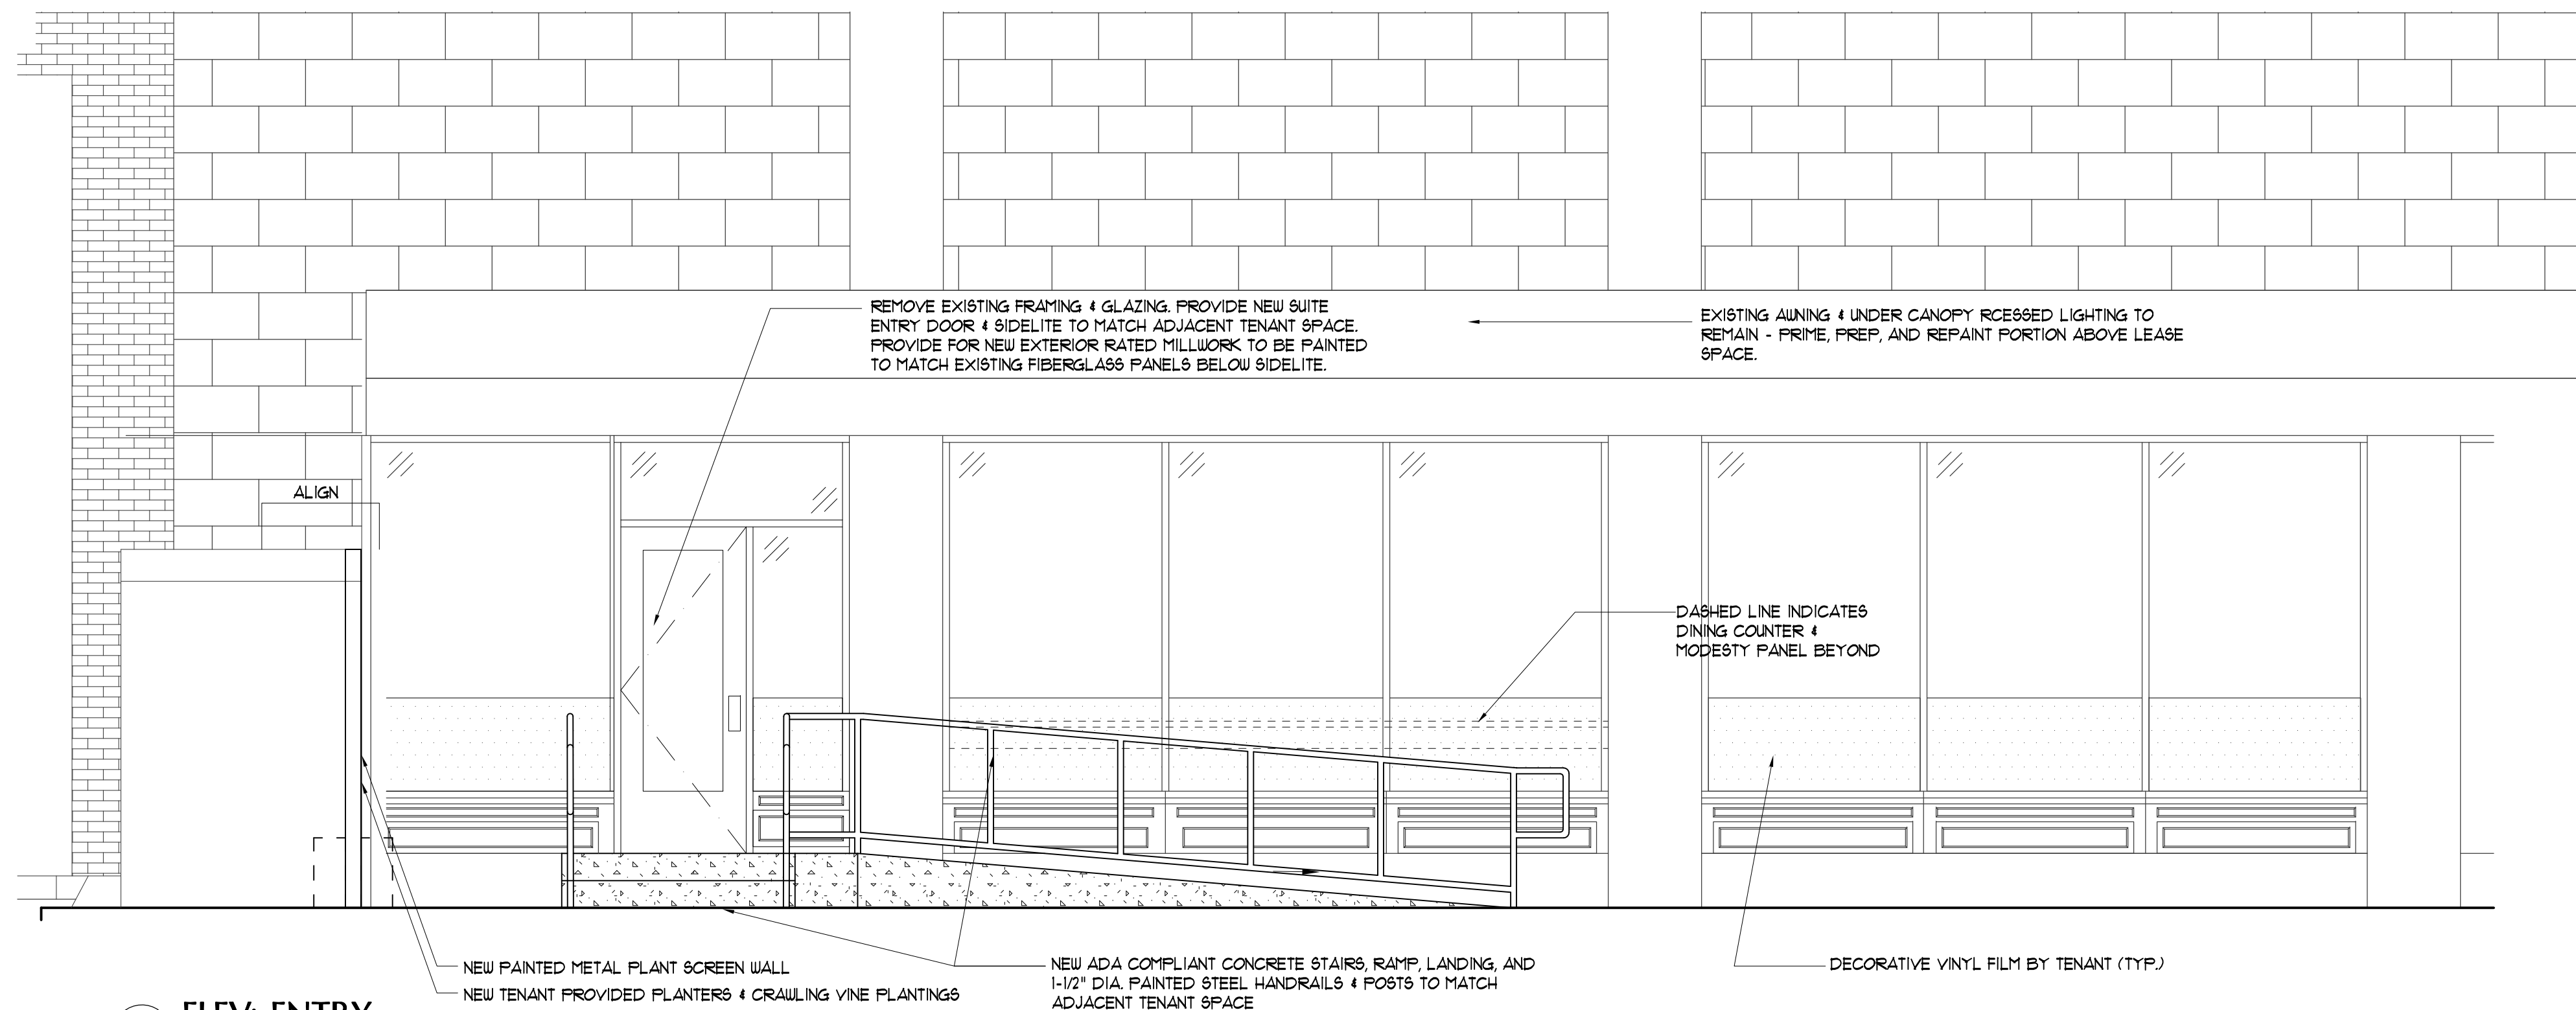 REMOVE EXISTING FRAMING & GLAZING. PROVIDE NEW SUITE
ENTRY DOOR & SIDELITE TO MATCH ADJACENT TENANT SPACE.
PROVIDE FOR NEW EXTERIOR RATED MILLWORK TO BE PAINTED
TO MATCH EXISTING FIBERGLASS PANELS BELOW SIDELITE.
EXISTING AWNING & UNDER CANOPY RCESSED LIGHTING TO
REMAIN - PRIME, PREP, AND REPAINT PORTION ABOVE LEASE
SPACE.
ALIGN
DASHED LINE INDICATES
DINING COUNTER &
MODESTY PANEL BEYOND
NEW PAINTED METAL PLANT SCREEN WALL
NEW TENANT PROVIDED PLANTERS & CRAWLING VINE PLANTINGS
NEW ADA COMPLIANT CONCRETE STAIRS, RAMP, LANDING, AND
1-1/2" DIA. PAINTED STEEL HANDRAILS & POSTS TO MATCH
ADJACENT TENANT SPACE
DECORATIVE VINYL FILM BY TENANT (TYP.)
ELEV: ENTRY